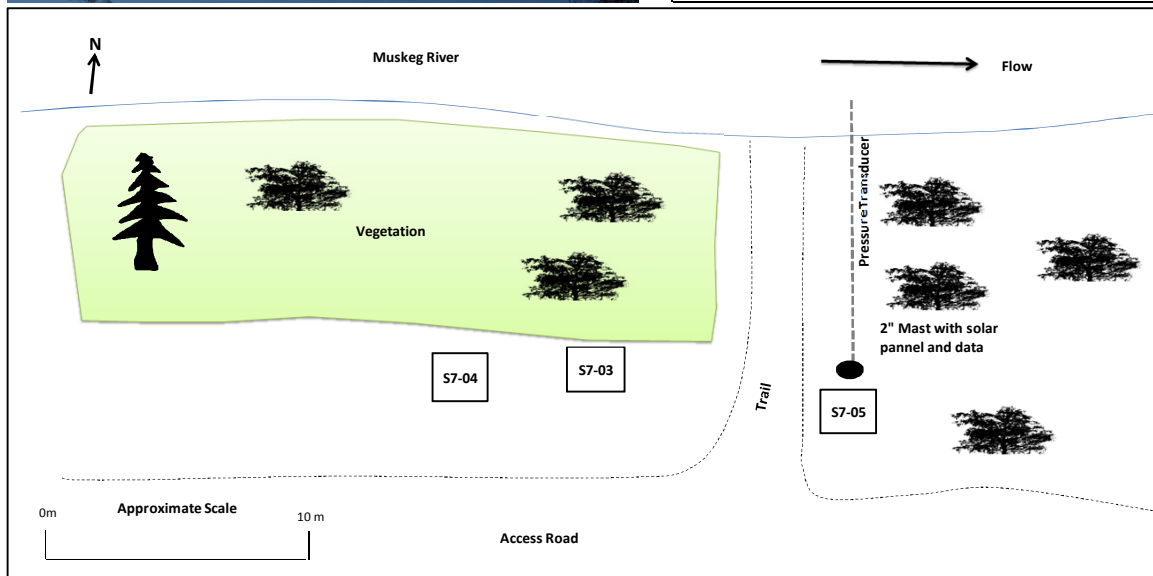 N
Muskeg River
Flow
Pressure Transducer
Vegetation
2" Mast with solar
pannel and data
S7-04
S7-03
S7-05
Trail
Approximate Scale
0m
10 m
Access Road